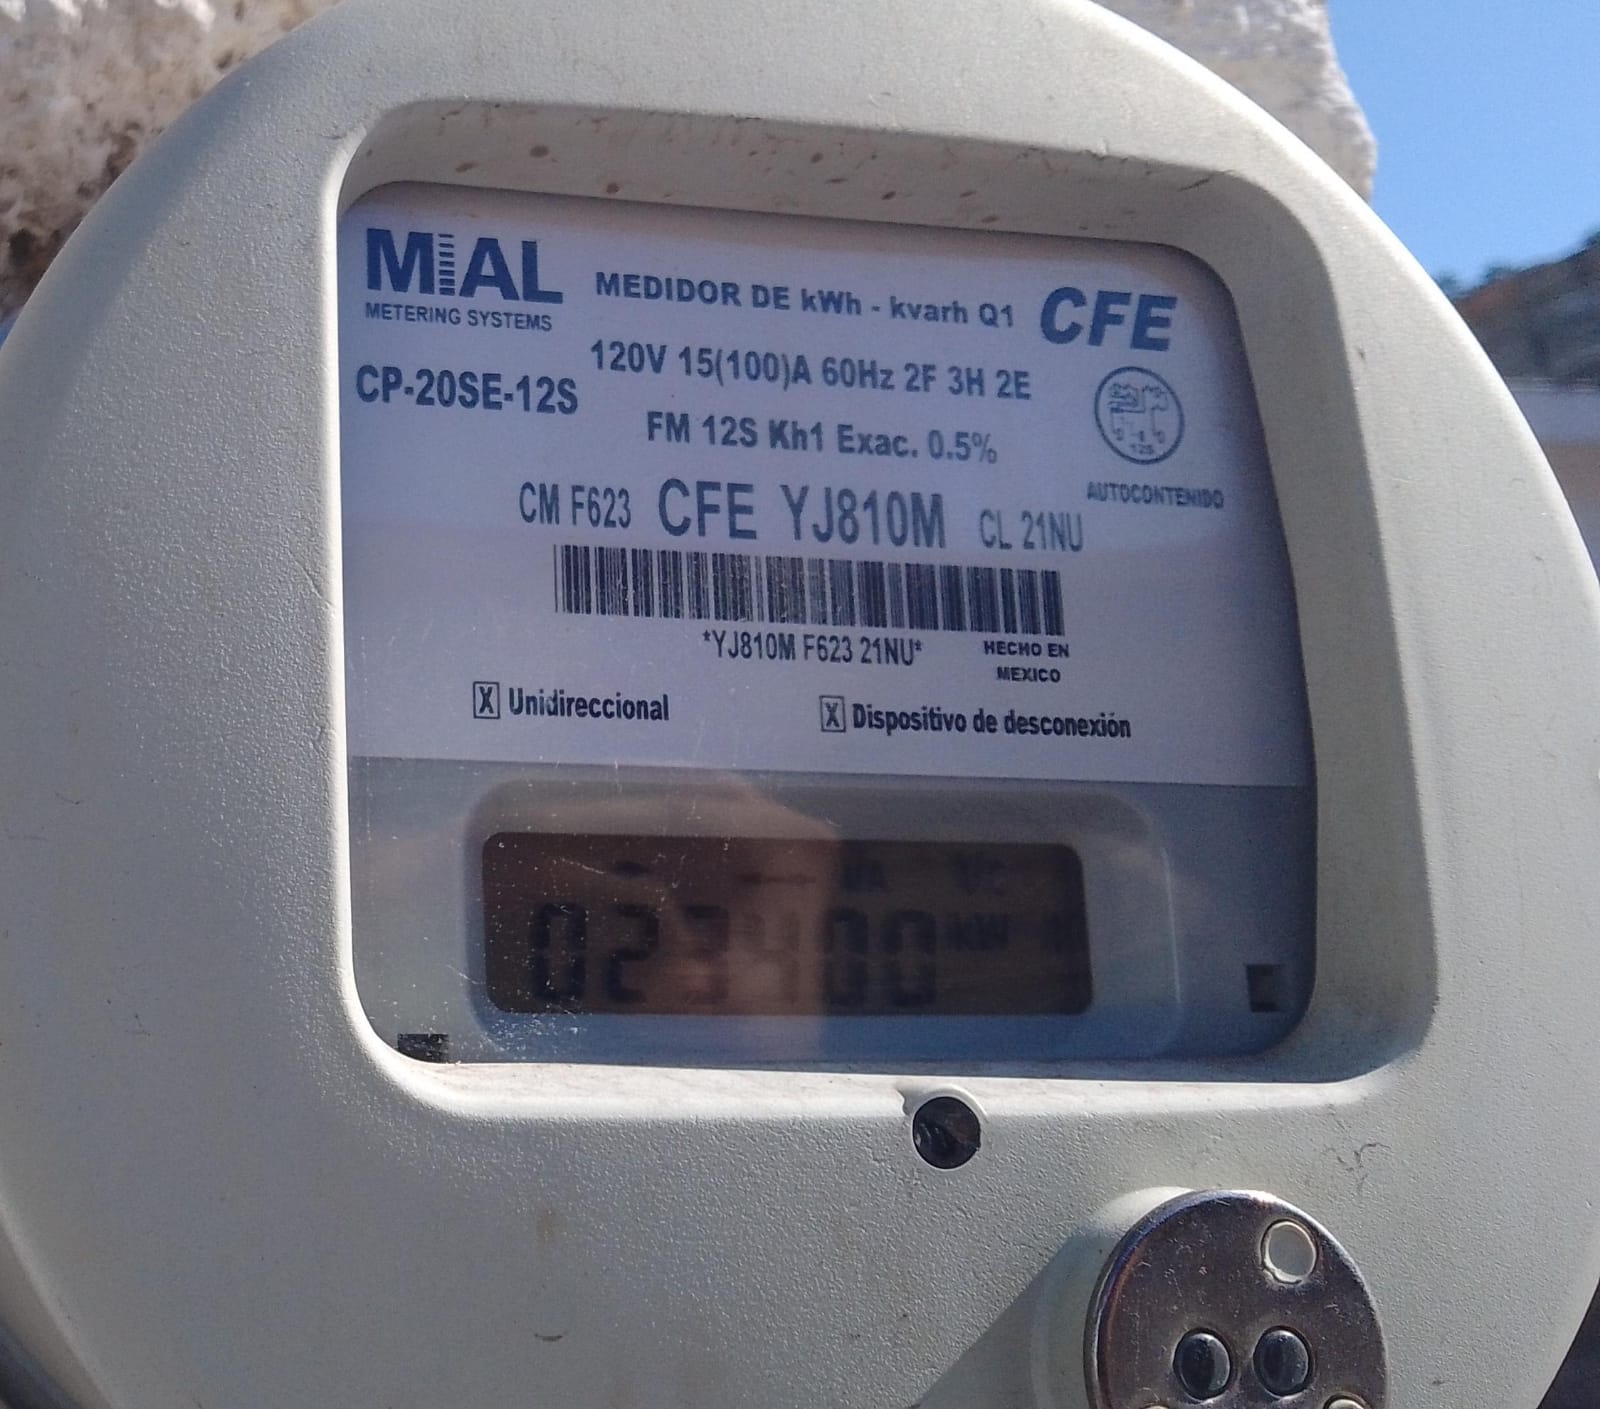 MIAL
METERING SYSTEMS
MEDIDOR DE kWh - kvarh Q1
CFE
CP-20SE-12S
120V 15(100)A 60Hz 2F 3H 2E
FM 12S Kh1 Exac. 0.5%
12S
AUTOCONTENIDO
CM F623 CFE YJ810M CL 21NU
*YJ810M F623 21NU*
HECHO EN
MEXICO
X Unidireccional
X Dispositivo de desconexión
023400 kW